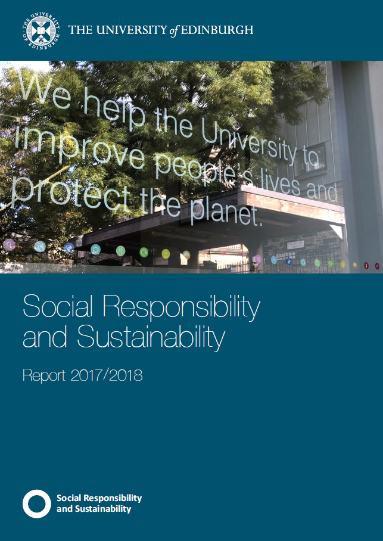 THE UNIVERSITY of EDINBURGH
We help the University to
improve people's lives and
protect the planet.
Social Responsibility
and Sustainability
Report 2017/2018
Social Responsibility
and Sustainability